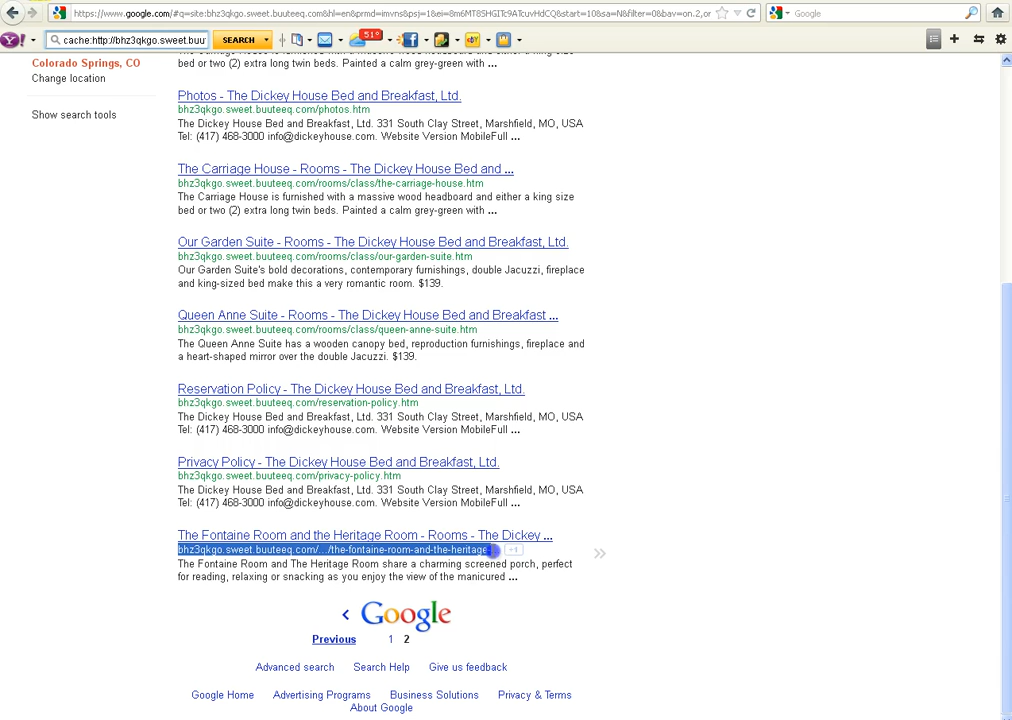 https://www.google.com/#q=site:bhz3qkgo.sweet.buuteeq.com&hl=en&prmd=imvns&psj=1&ei=8m6MT8SHGITc9ATcuvHdCQ&start=10&sa=N&filter=0&bav=on.2,or
Google
cache:http://bhz3qkgo.sweet.buut
SEARCH
51°
Colorado Springs, CO
Change location
Show search tools
bed or two (2) extra long twin beds. Painted a calm grey-green with ...
Photos - The Dickey House Bed and Breakfast, Ltd.
bhz3qkgo.sweet.buuteeq.com/photos.htm
The Dickey House Bed and Breakfast, Ltd. 331 South Clay Street, Marshfield, MO, USA
Tel: (417) 468-3000 info@dickeyhouse.com. Website Version MobileFull ...
The Carriage House - Rooms - The Dickey House Bed and ...
bhz3qkgo.sweet.buuteeq.com/rooms/class/the-carriage-house.htm
The Carriage House is furnished with a massive wood headboard and either a king size
bed or two (2) extra long twin beds. Painted a calm grey-green with ...
Our Garden Suite - Rooms - The Dickey House Bed and Breakfast, Ltd.
bhz3qkgo.sweet.buuteeq.com/rooms/class/our-garden-suite.htm
Our Garden Suite's bold decorations, contemporary furnishings, double Jacuzzi, fireplace
and king-sized bed make this a very romantic room. $139.
Queen Anne Suite - Rooms - The Dickey House Bed and Breakfast ...
bhz3qkgo.sweet.buuteeq.com/rooms/class/queen-anne-suite.htm
The Queen Anne Suite has a wooden canopy bed, reproduction furnishings, fireplace and
a heart-shaped mirror over the double Jacuzzi. $139.
Reservation Policy - The Dickey House Bed and Breakfast, Ltd.
bhz3qkgo.sweet.buuteeq.com/reservation-policy.htm
The Dickey House Bed and Breakfast, Ltd. 331 South Clay Street, Marshfield, MO, USA
Tel: (417) 468-3000 info@dickeyhouse.com. Website Version MobileFull ...
Privacy Policy - The Dickey House Bed and Breakfast, Ltd.
bhz3qkgo.sweet.buuteeq.com/privacy-policy.htm
The Dickey House Bed and Breakfast, Ltd. 331 South Clay Street, Marshfield, MO, USA
Tel: (417) 468-3000 info@dickeyhouse.com. Website Version MobileFull ...
The Fontaine Room and the Heritage Room - Rooms - The Dickey ...
bhz3qkgo.sweet.buuteeq.com/.../the-fontaine-room-and-the-heritage +1
The Fontaine Room and The Heritage Room share a charming screened porch, perfect
for reading, relaxing or snacking as you enjoy the view of the manicured ...
Google
Previous 1 2
Advanced search Search Help Give us feedback
Google Home Advertising Programs Business Solutions Privacy & Terms
About Google